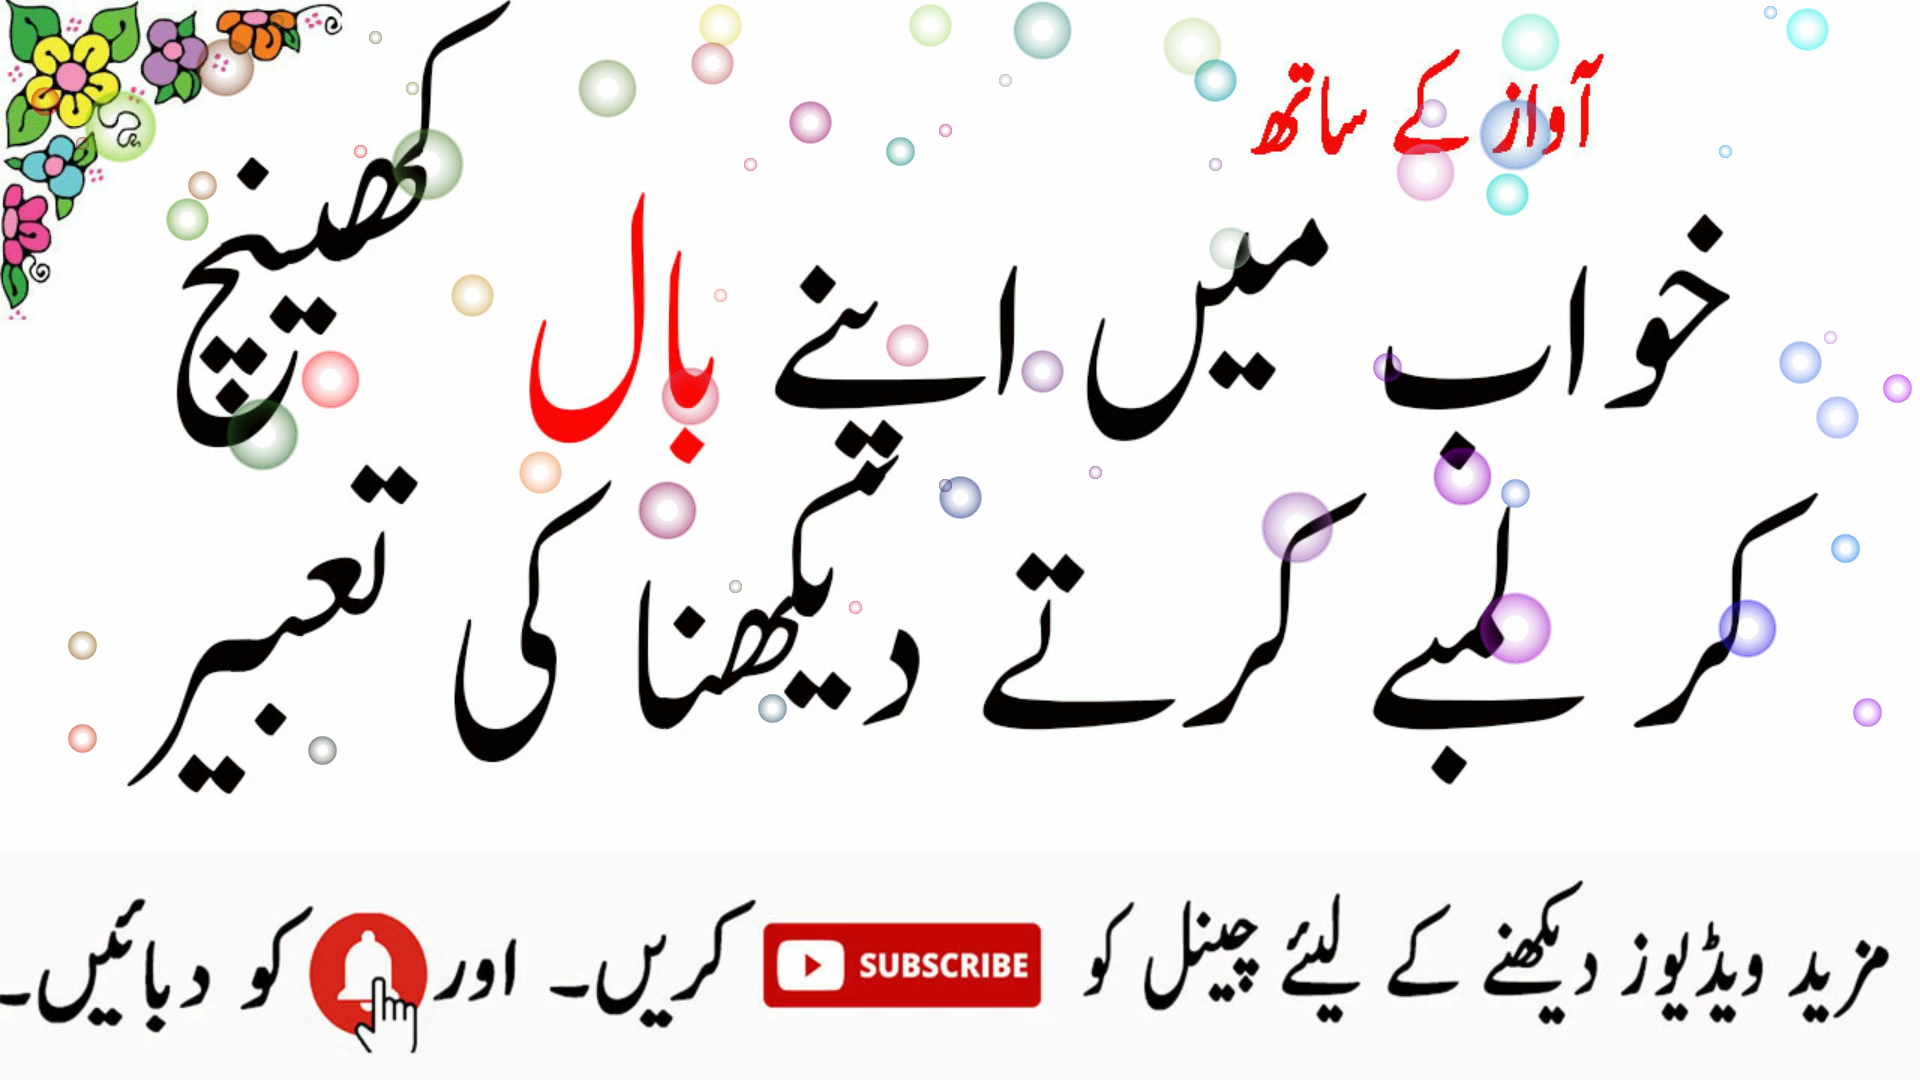 آواز کے ساتھ
خواب میں اپنے بال کھینچ
کر لمبے کرتے دیکھنا کی تعبیر
مزید ویڈیوز دیکھنے کے لیئے چینل کو SUBSCRIBE کریں۔ اور کو دبائیں۔